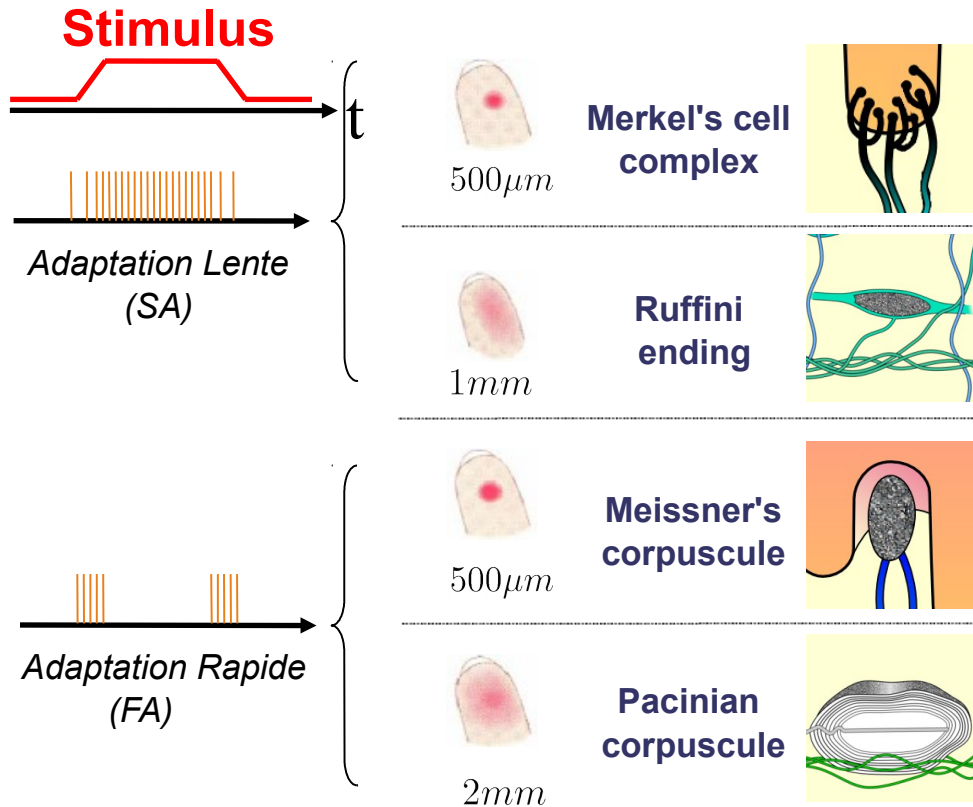 Stimulus
t
Adaptation Lente
(SA)
500μm
Merkel's cell
complex
1mm
Ruffini
ending
Adaptation Rapide
(FA)
500μm
Meissner's
corpuscule
2mm
Pacinian
corpuscule